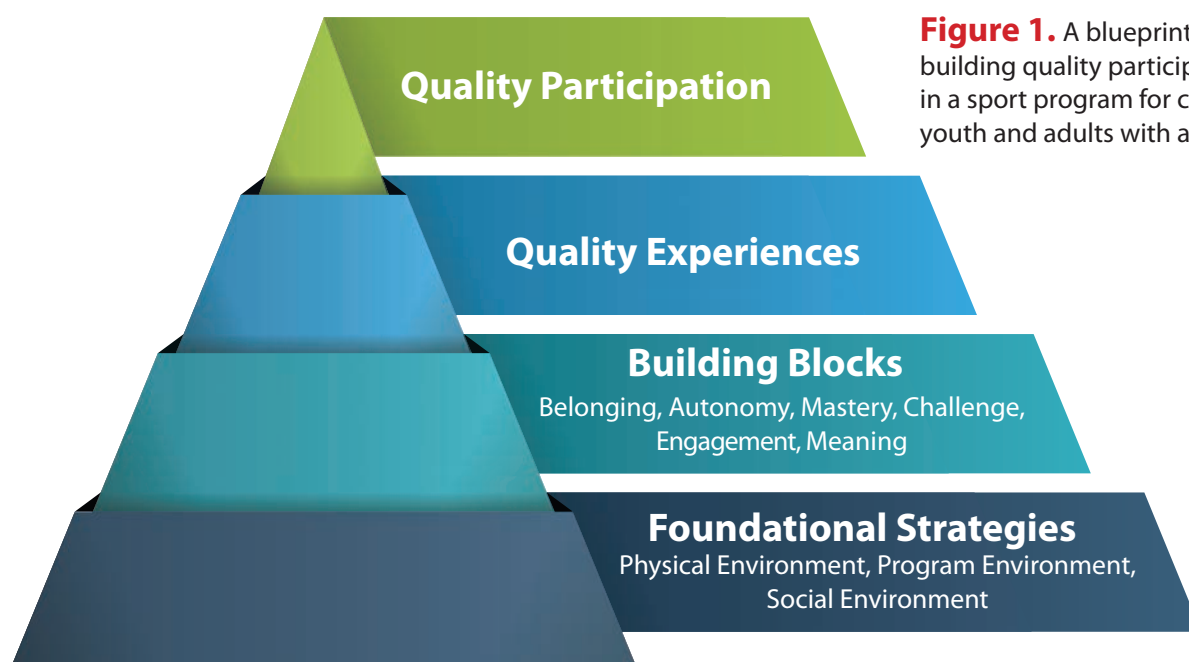 Quality Participation
Figure 1. A blueprint
building quality
in a sport program for
youth and adults with
Quality Experiences
Building Blocks
Belonging, Autonomy, Mastery, Challenge,
Engagement, Meaning
Foundational Strategies
Physical Environment, Program Environment,
Social Environment